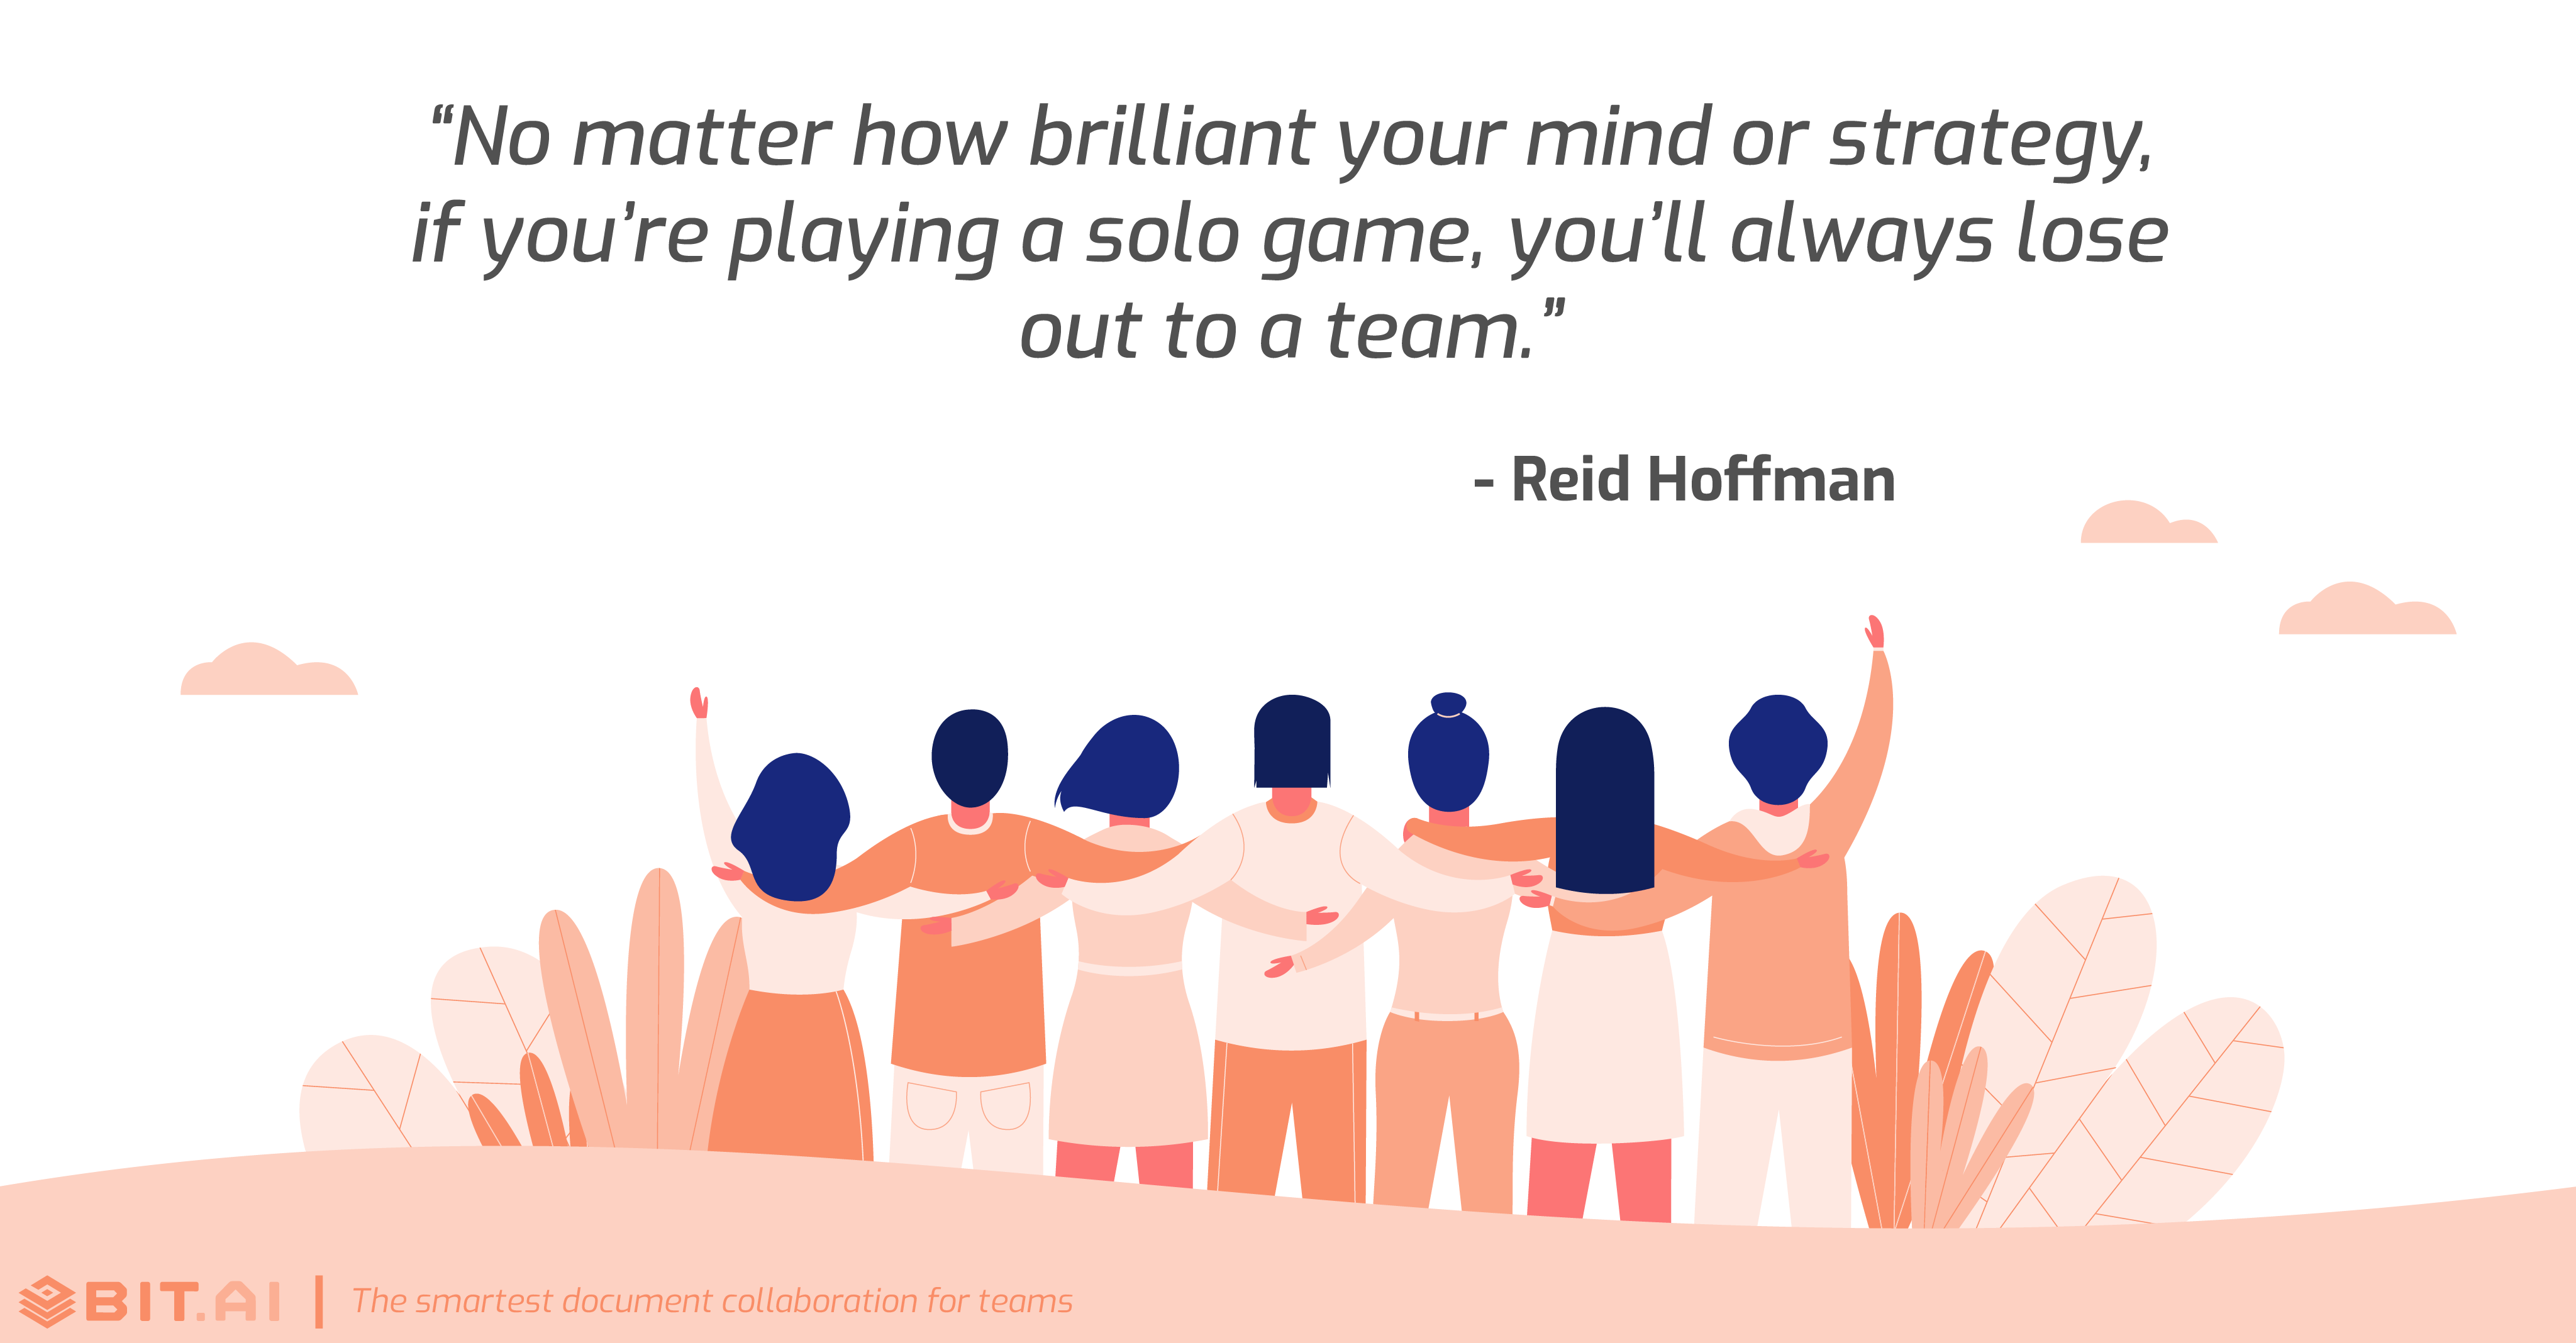 “No matter how brilliant your mind or strategy,
if you’re playing a solo game, you’ll always lose
out to a team.”
- Reid Hoffman
BIT.AI | The smartest document collaboration for teams